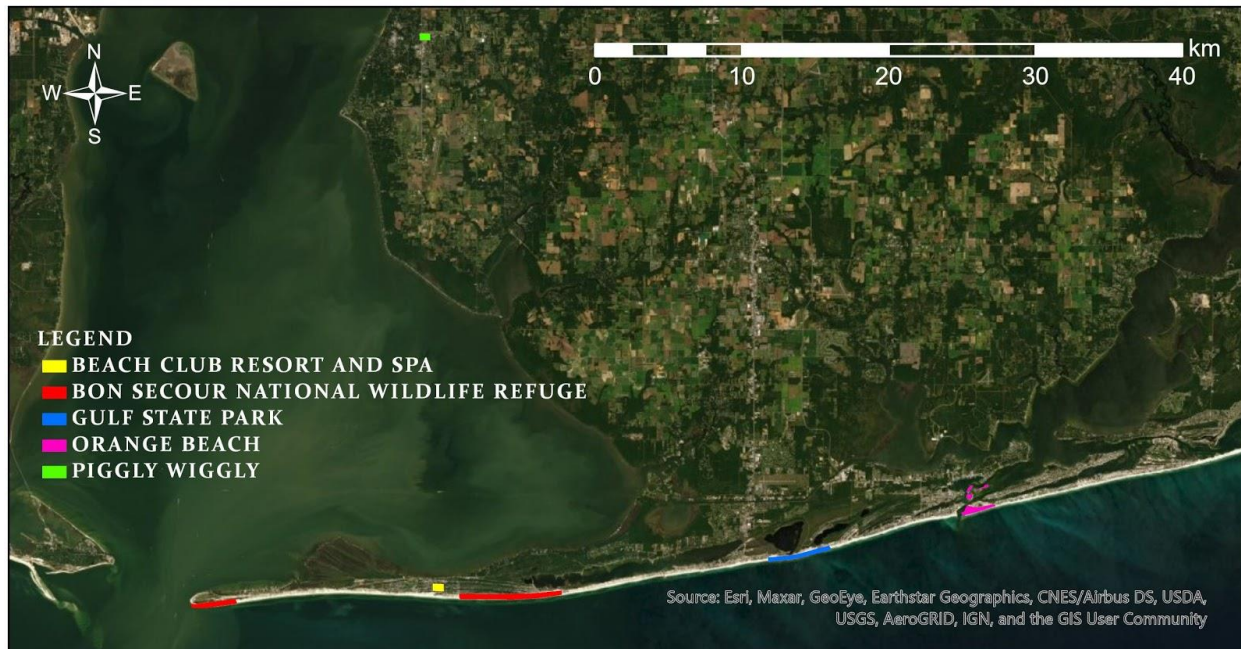 N
W E
S
km
0 10 20 30 40
LEGEND
BEACH CLUB RESORT AND SPA
BON SECOUR NATIONAL WILDLIFE REFUGE
GULF STATE PARK
ORANGE BEACH
PIGGLY WIGGLY
Source: Esri, Maxar, GeoEye, Earthstar Geographics, CNES/Airbus DS, USDA,
USGS, AeroGRID, IGN, and the GIS User Community